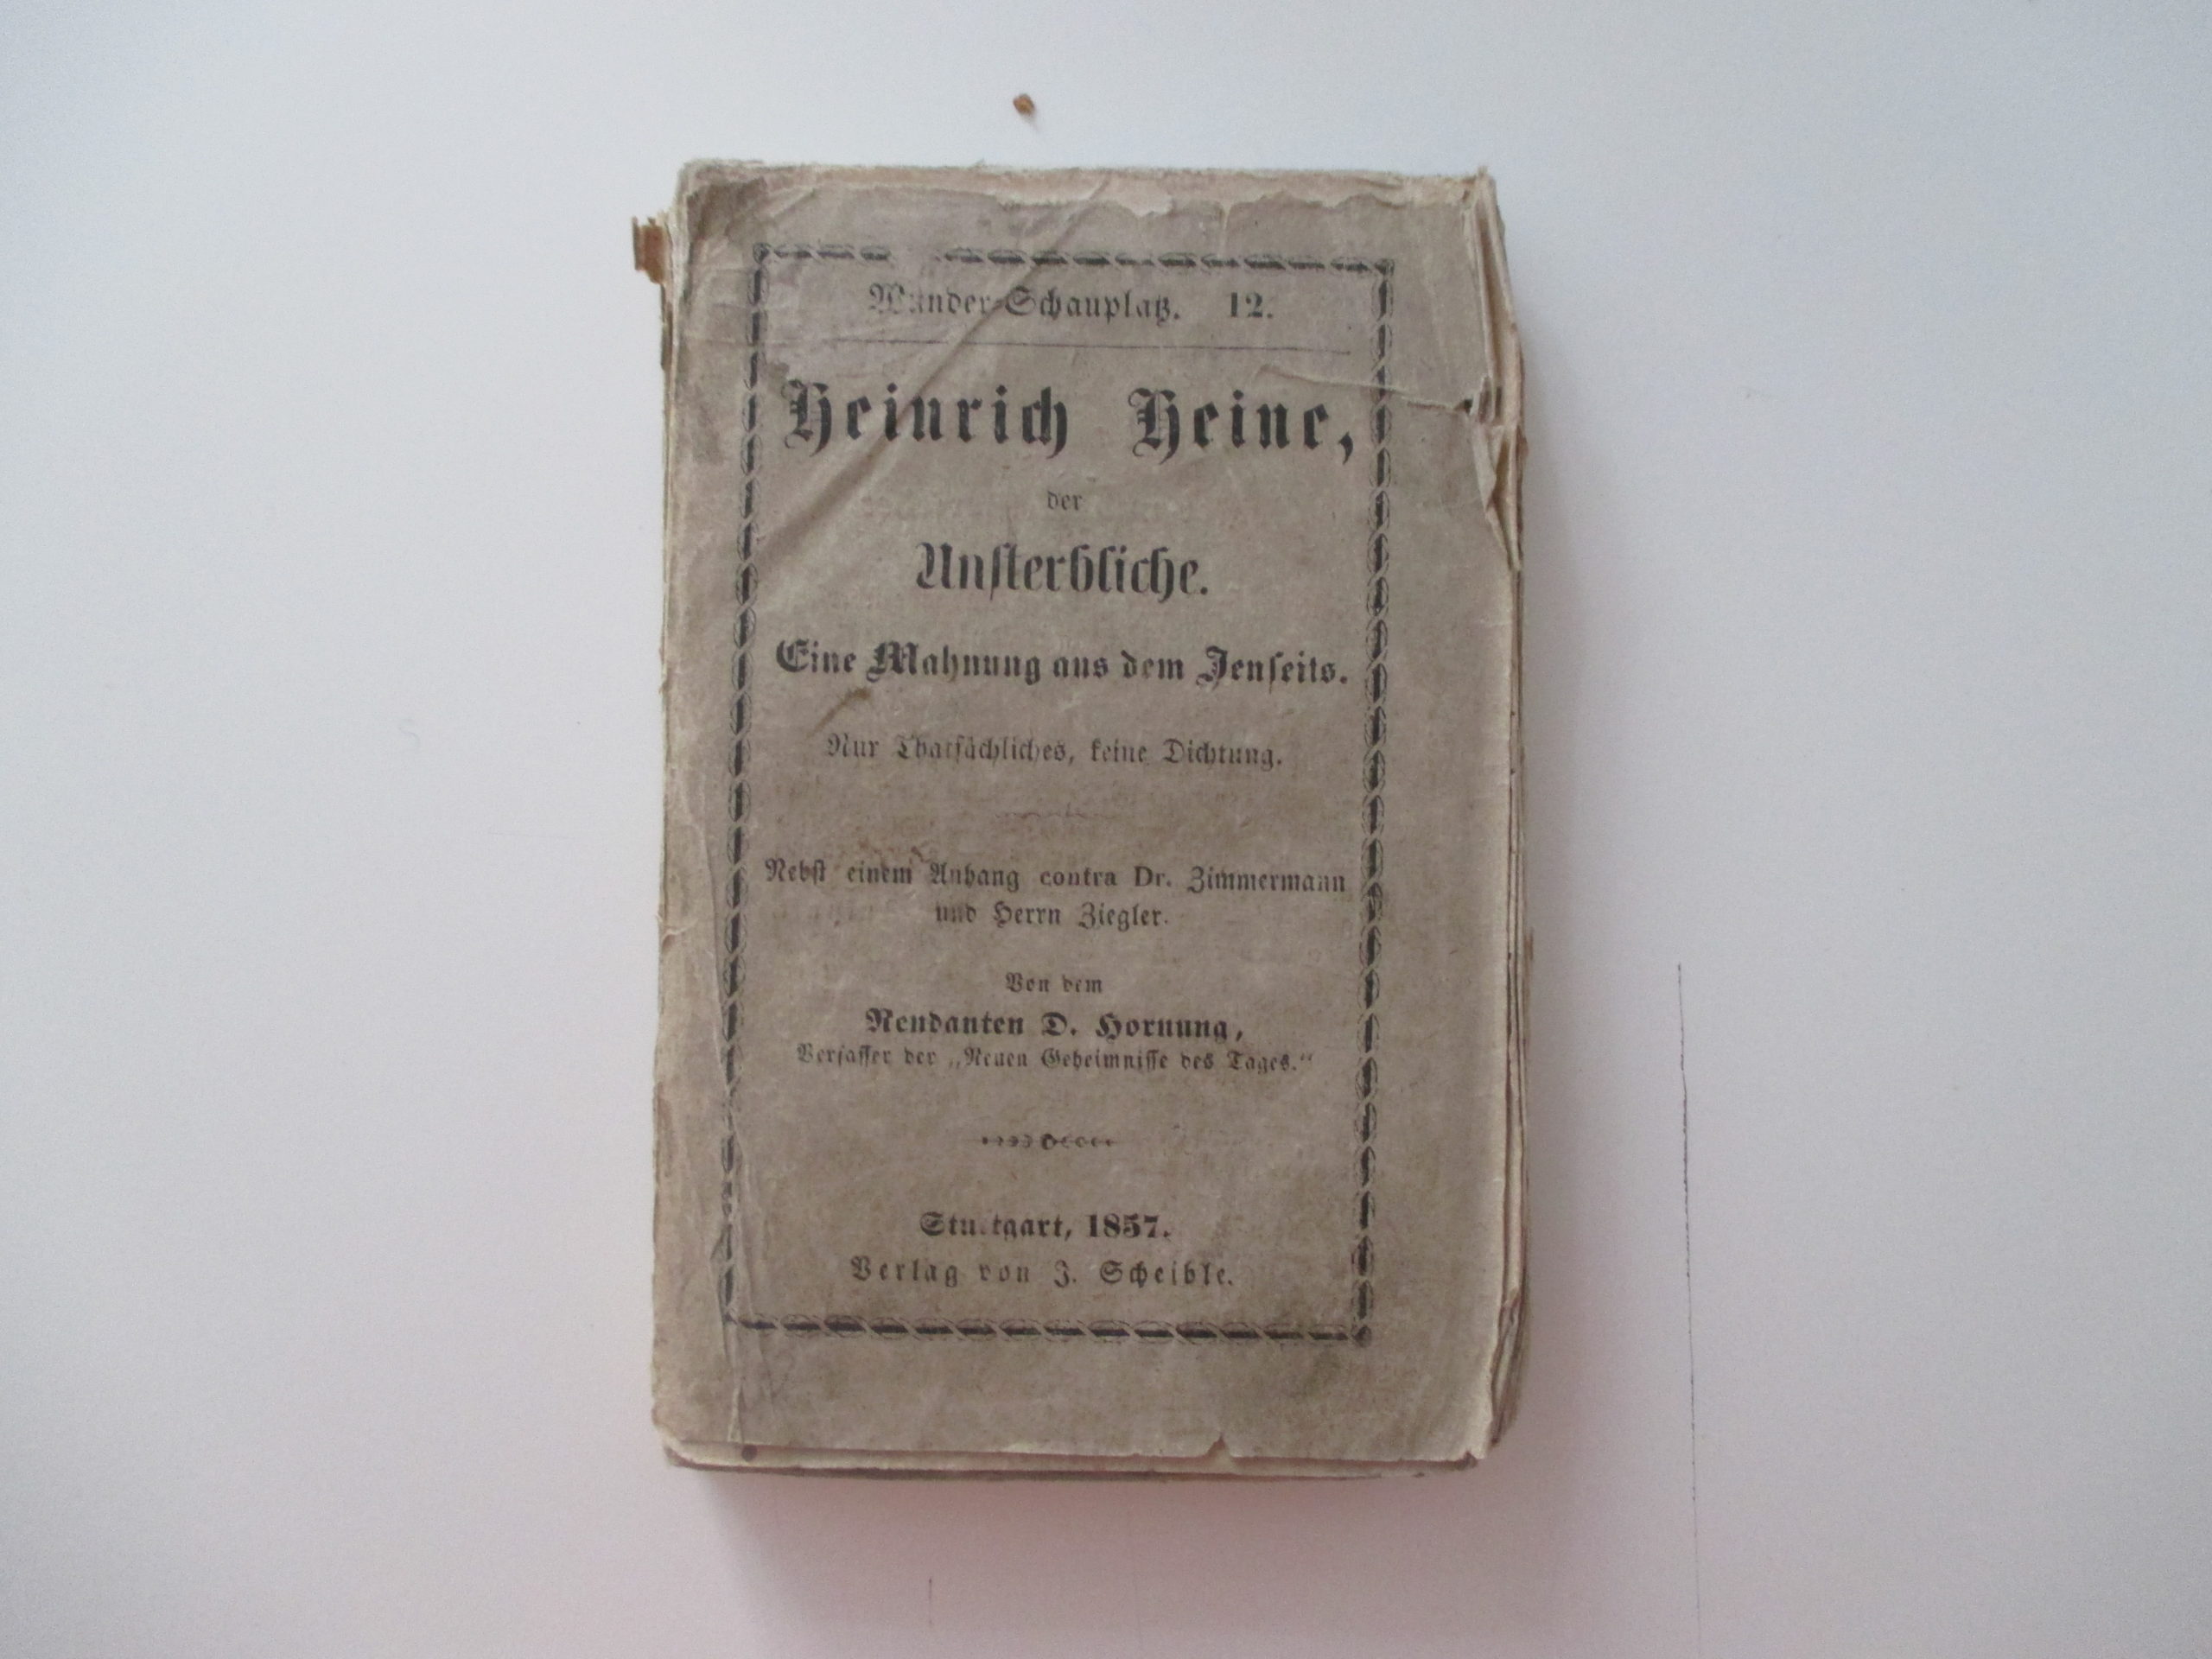 Wunder-Schauplatz. 12.
Heinrich Heine,
der
Unsterbliche.
Eine Mahnung aus dem Jenseits.
Nur Thatsächliches, keine Dichtung.
Nebst einem Anhang contra Dr. Zimmermann
und Herrn Ziegler.
Von dem
Rendanten D. Hornung,
Verfasser der „Neuen Geheimnisse des Tages.“
Stuttgart, 1857.
Verlag von J. Scheible.